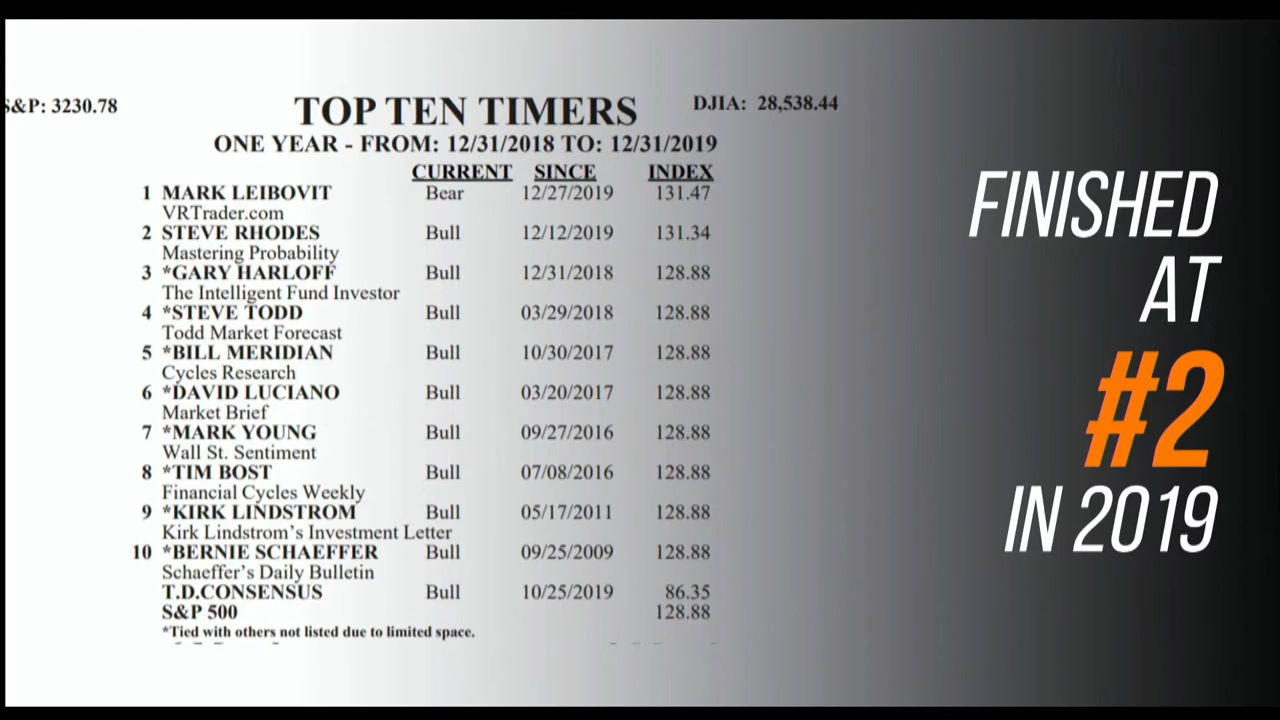 S&P: 3230.78
TOP TEN TIMERS
DJIA: 28,538.44
ONE YEAR - FROM: 12/31/2018 TO: 12/31/2019
CURRENT SINCE INDEX
1 MARK LEIBOVIT Bear 12/27/2019 131.47
VRTrader.com
2 STEVE RHODES Bull 12/12/2019 131.34
Mastering Probability
3 *GARY HARLOFF Bull 12/31/2018 128.88
The Intelligent Fund Investor
4 *STEVE TODD Bull 03/29/2018 128.88
Todd Market Forecast
5 *BILL MERIDIAN Bull 10/30/2017 128.88
Cycles Research
6 *DAVID LUCIANO Bull 03/20/2017 128.88
Market Brief
7 *MARK YOUNG Bull 09/27/2016 128.88
Wall St. Sentiment
8 *TIM BOST Bull 07/08/2016 128.88
Financial Cycles Weekly
9 *KIRK LINDSTROM Bull 05/17/2011 128.88
Kirk Lindstrom's Investment Letter
10 *BERNIE SCHAEFFER Bull 09/25/2009 128.88
Schaeffer's Daily Bulletin
T.D.CONSENSUS Bull 10/25/2019 86.35
S&P 500 128.88
*Tied with others not listed due to limited space.
FINISHED
AT
#2
IN 2019